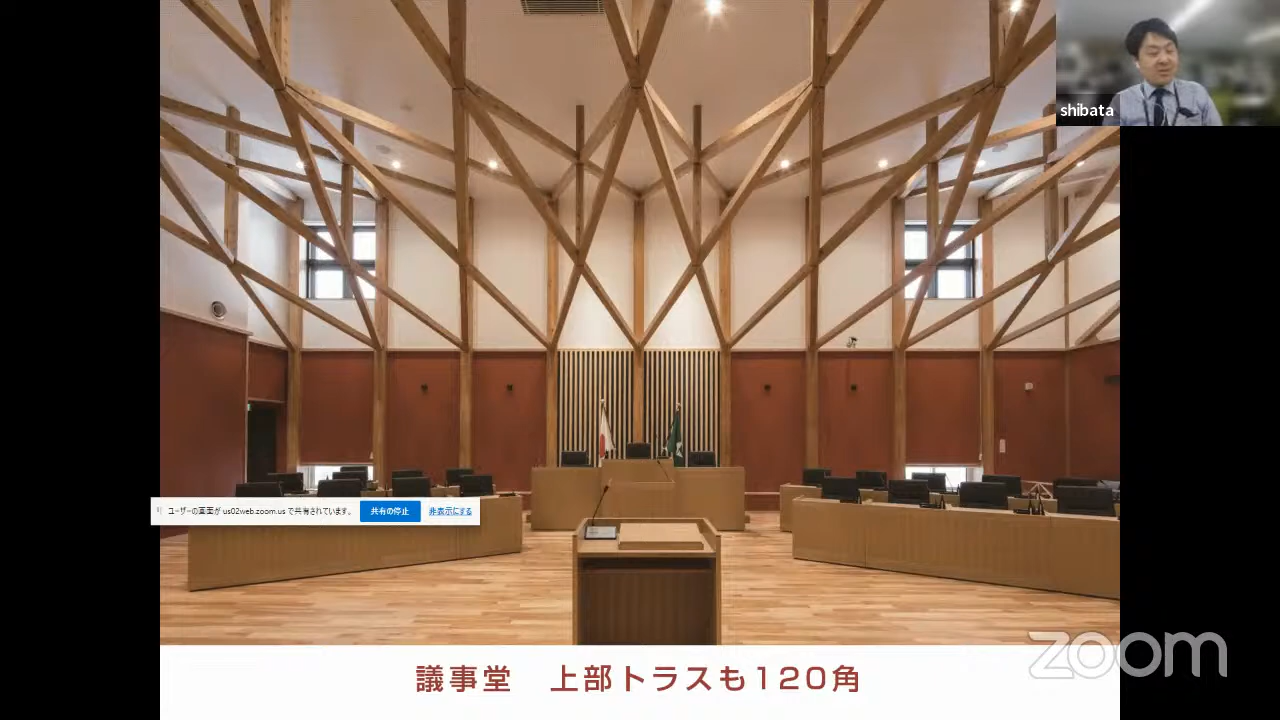 shibata
ユーザーの画面が us02web.zoom.us で共有されています。 共有の停止 非表示にする
zoom
議事堂 上部トラスも120角